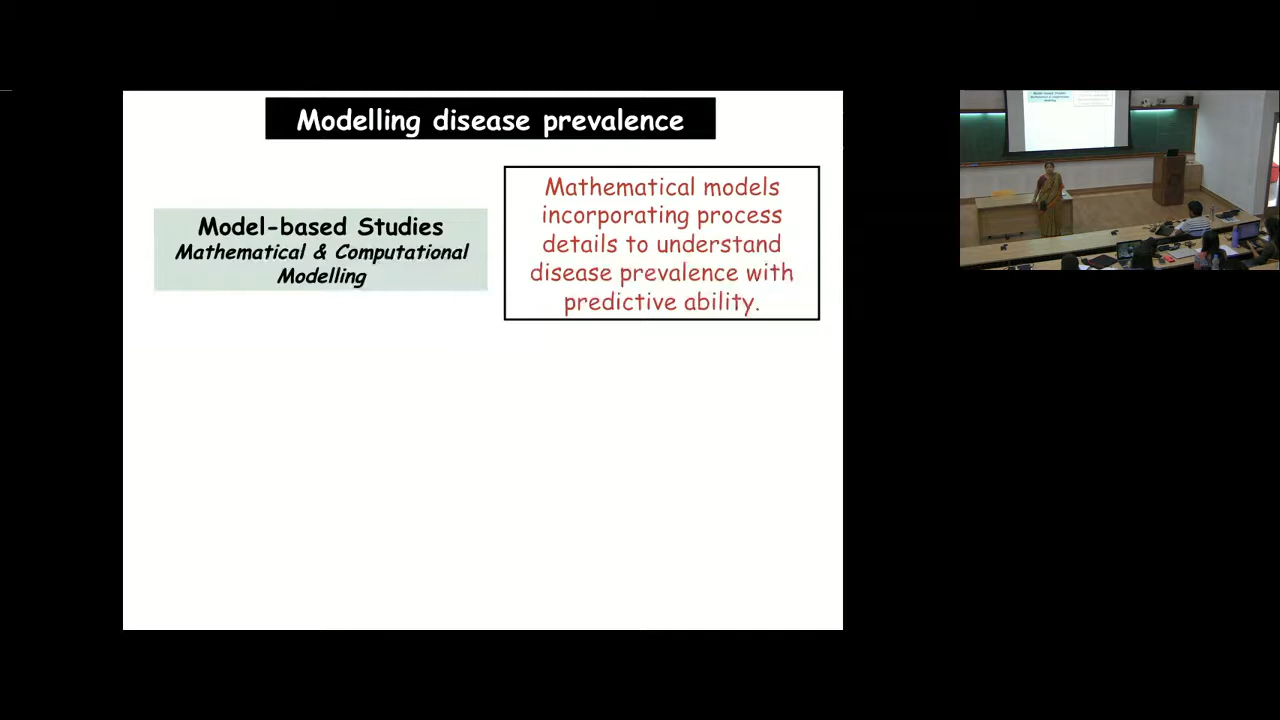 Modelling disease prevalence
Model-based Studies
Mathematical & Computational
Modelling
Mathematical models
incorporating process
details to understand
disease prevalence with
predictive ability.